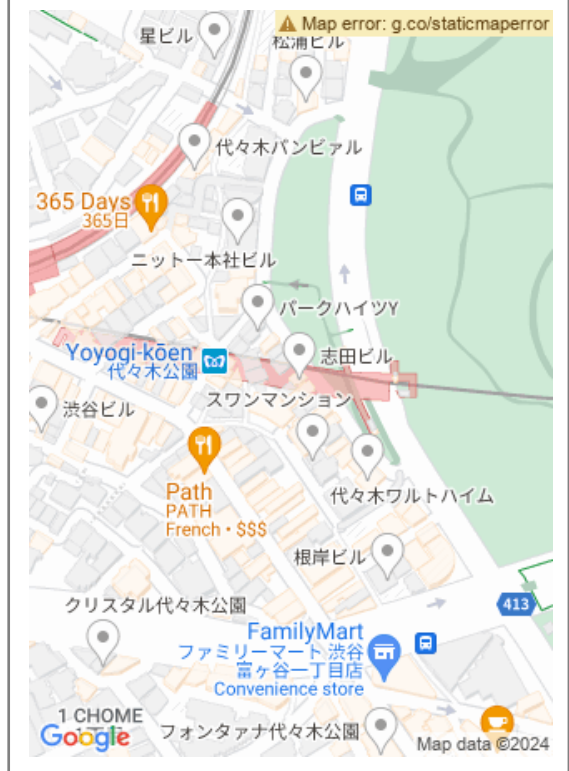 Map error: g.co/staticmaperror
星ビル
松浦ビル
代々木パンビァル
365 Days
365日
ニットー本社ビル
パークハイツY
Yoyogi-kōen
代々木公園
志田ビル
スワンマンション
渋谷ビル
Path
PATH
French • $$$
代々木ワルトハイム
根岸ビル
413
クリスタル代々木公園
FamilyMart
ファミリーマート 渋谷
富ヶ谷一丁目店
Convenience store
1 CHOME
Google
フォンタァナ代々木公園
Map data ©2024